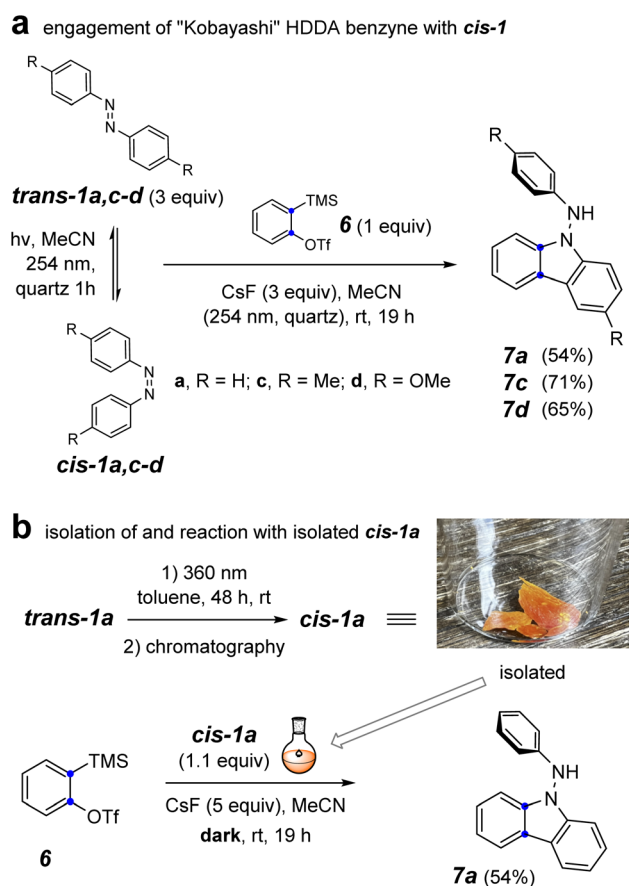 a engagement of "Kobayashi" HDDA benzyne with cis-1
R
N
N
R
trans-1a,c-d (3 equiv)
hν, MeCN
254 nm,
quartz 1h
R
N
N
R
cis-1a,c-d
TMS
OTf
6 (1 equiv)
CsF (3 equiv), MeCN
(254 nm, quartz), rt, 19 h
a, R = H; c, R = Me; d, R = OMe
R
NH
N
R
7a (54%)
7c (71%)
7d (65%)
b isolation of and reaction with isolated cis-1a
trans-1a
1) 360 nm
toluene, 48 h, rt
2) chromatography
cis-1a
isolated
TMS
OTf
6
cis-1a
(1.1 equiv)
CsF (5 equiv), MeCN
dark, rt, 19 h
NH
N
7a (54%)